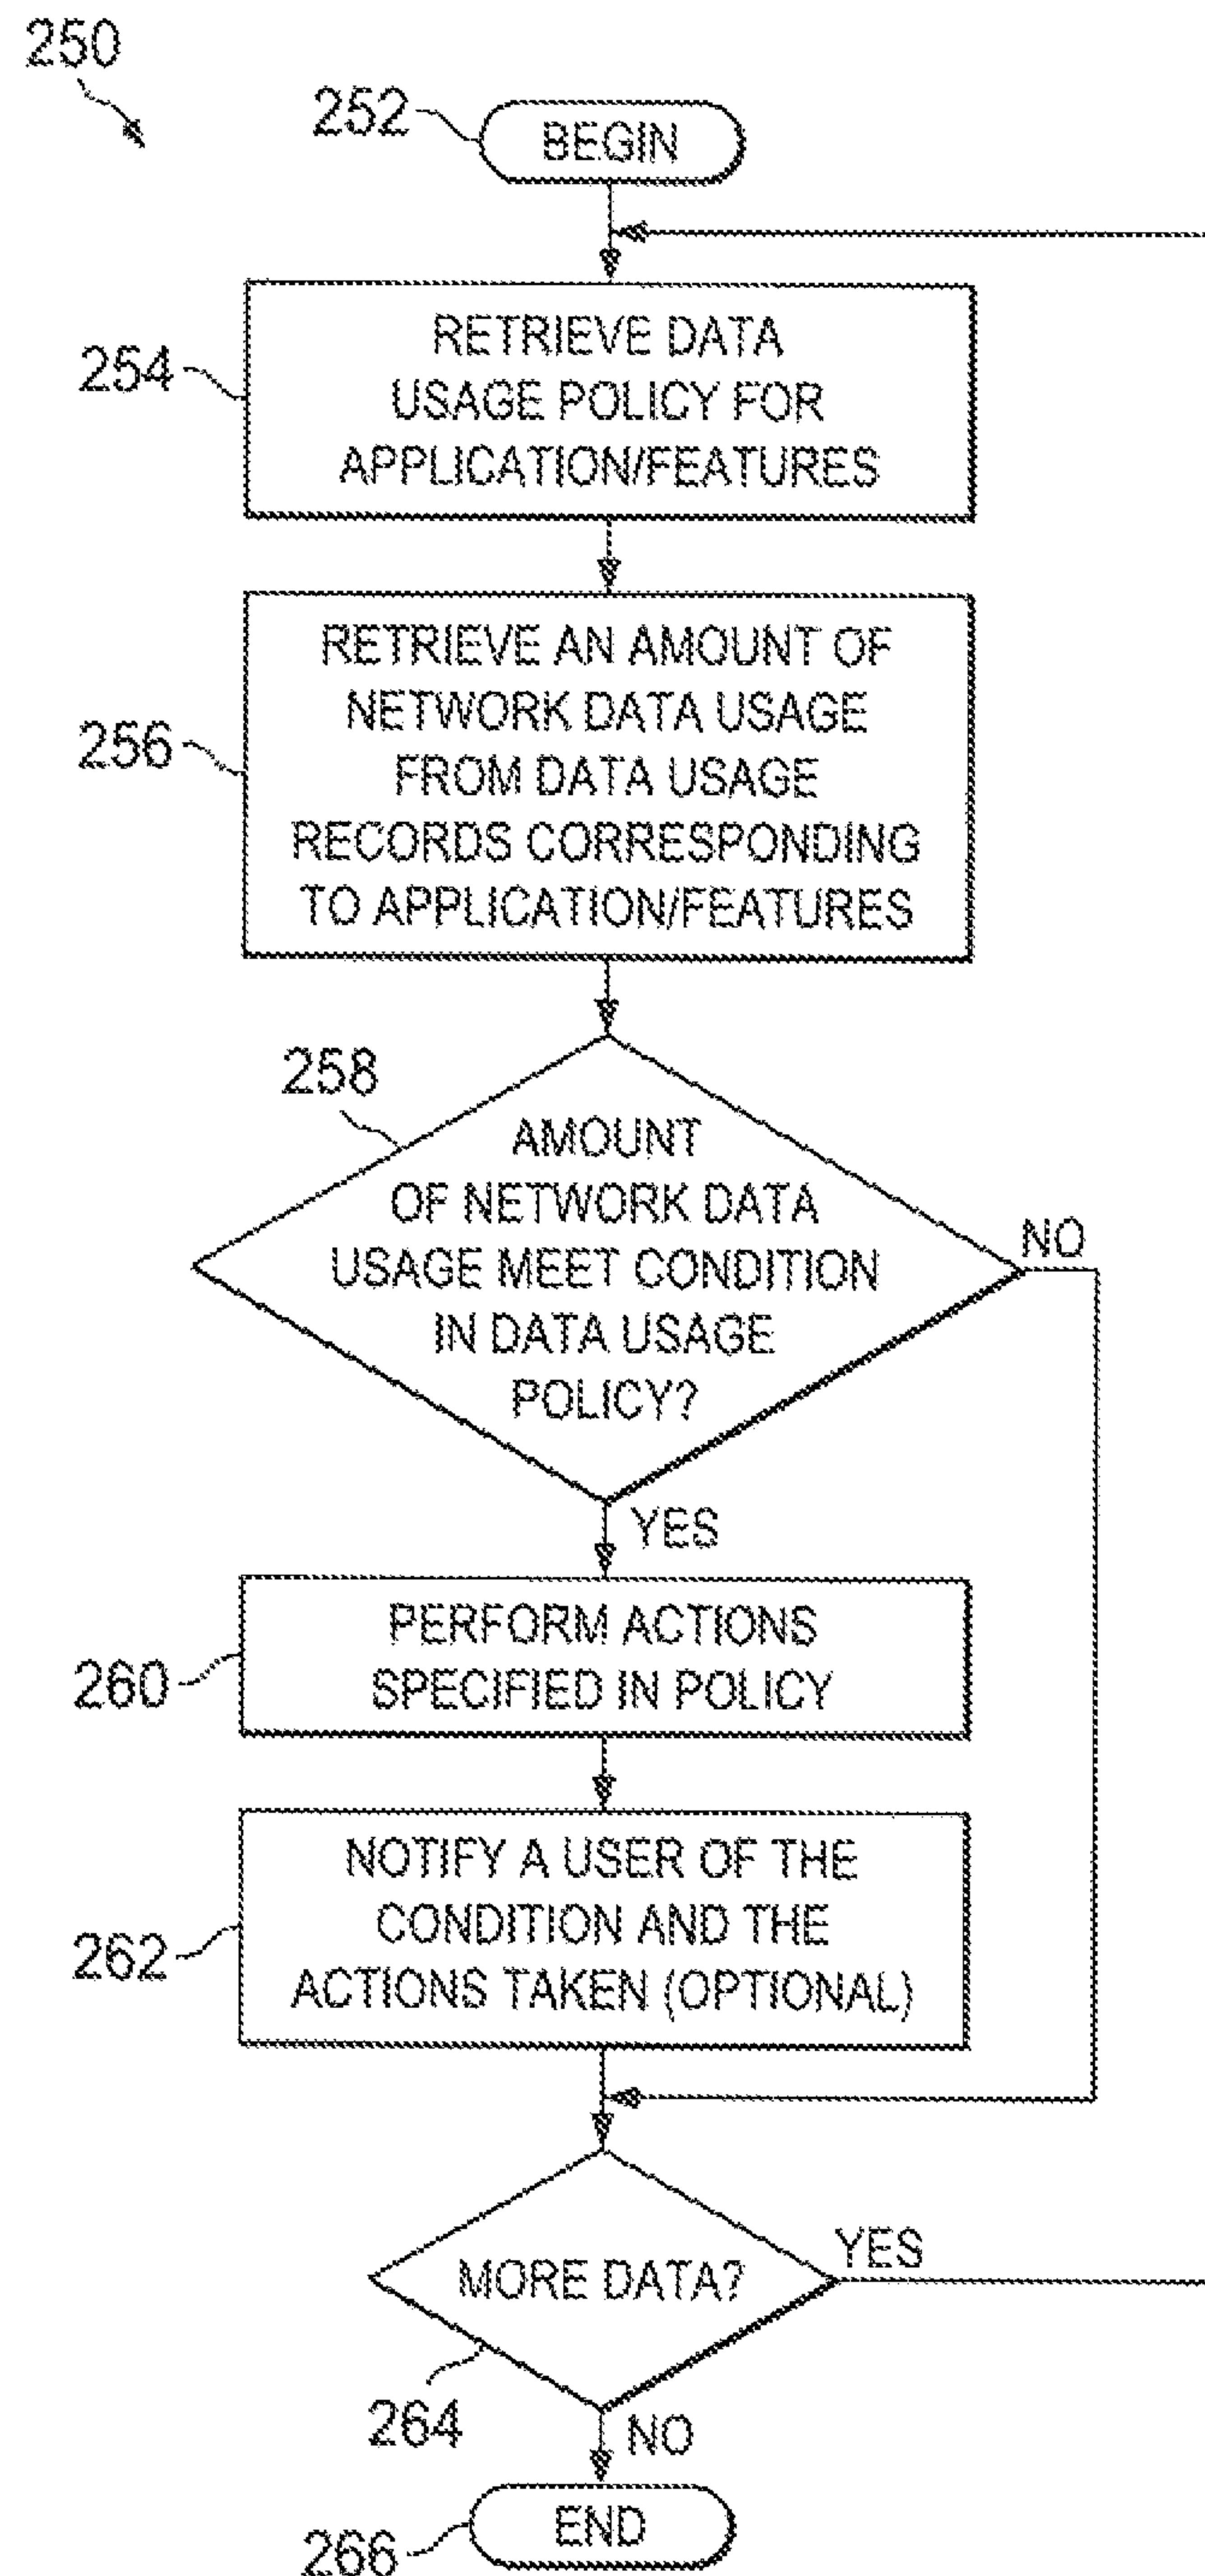 250
252
BEGIN
254
RETRIEVE DATA
USAGE POLICY FOR
APPLICATION/FEATURES
256
RETRIEVE AN AMOUNT OF
NETWORK DATA USAGE
FROM DATA USAGE
RECORDS CORRESPONDING
TO APPLICATION/FEATURES
258
AMOUNT
OF NETWORK DATA
USAGE MEET CONDITION
IN DATA USAGE
POLICY?
NO
YES
260
PERFORM ACTIONS
SPECIFIED IN POLICY
262
NOTIFY A USER OF THE
CONDITION AND THE
ACTIONS TAKEN (OPTIONAL)
MORE DATA?
YES
264
NO
266
END